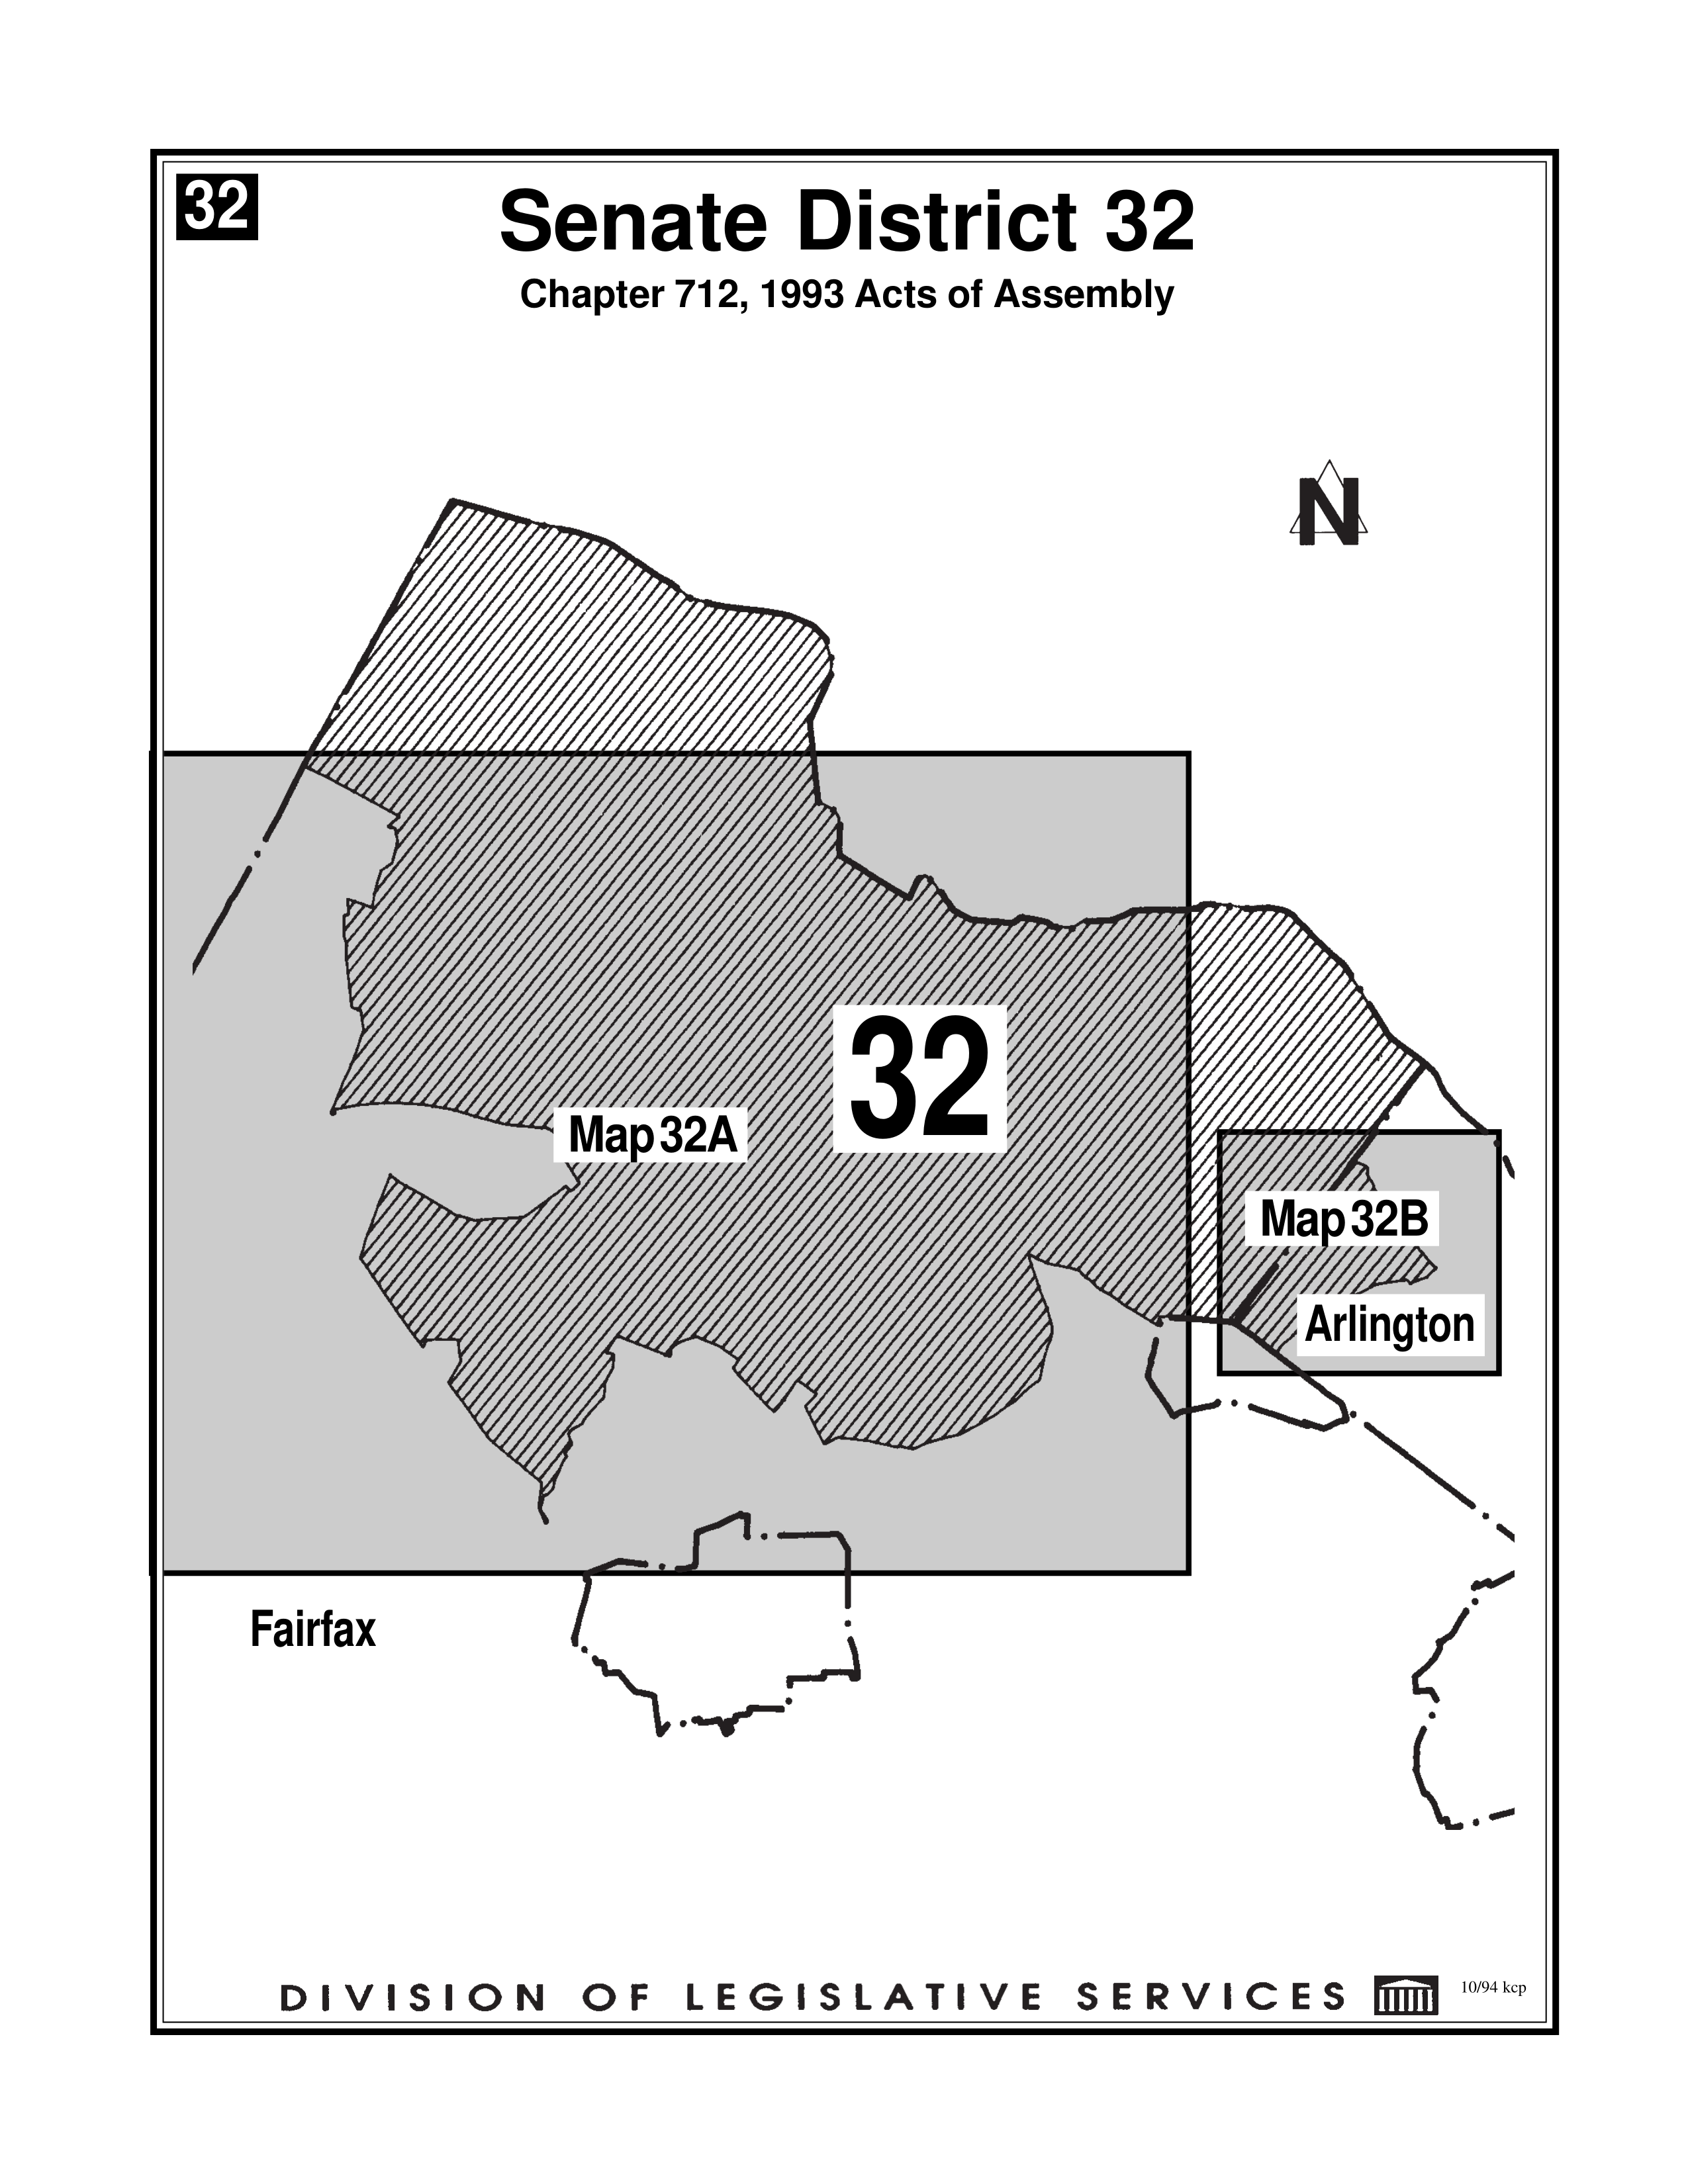 32
Senate District 32
Chapter 712, 1993 Acts of Assembly
N
32
Map 32A
Map 32B
Arlington
Fairfax
DIVISION OF LEGISLATIVE SERVICES
10/94 kcp